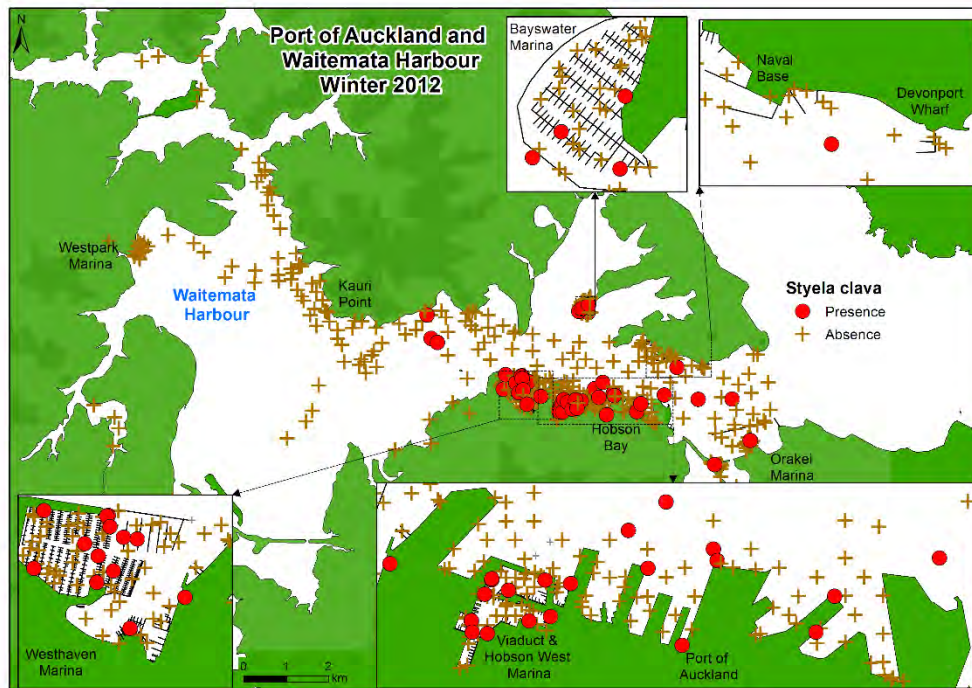 N
Port of Auckland and
Waitemata Harbour
Winter 2012
Bayswater
Marina
Naval
Base
Devonport
Wharf
Westpark
Marina
Waitemata
Harbour
Kauri
Point
Styela clava
Presence
Absence
Hobson
Bay
Orakei
Marina
Westhaven
Marina
Viaduct &
Hobson West
Marina
Port of
Auckland
0 1 2
km